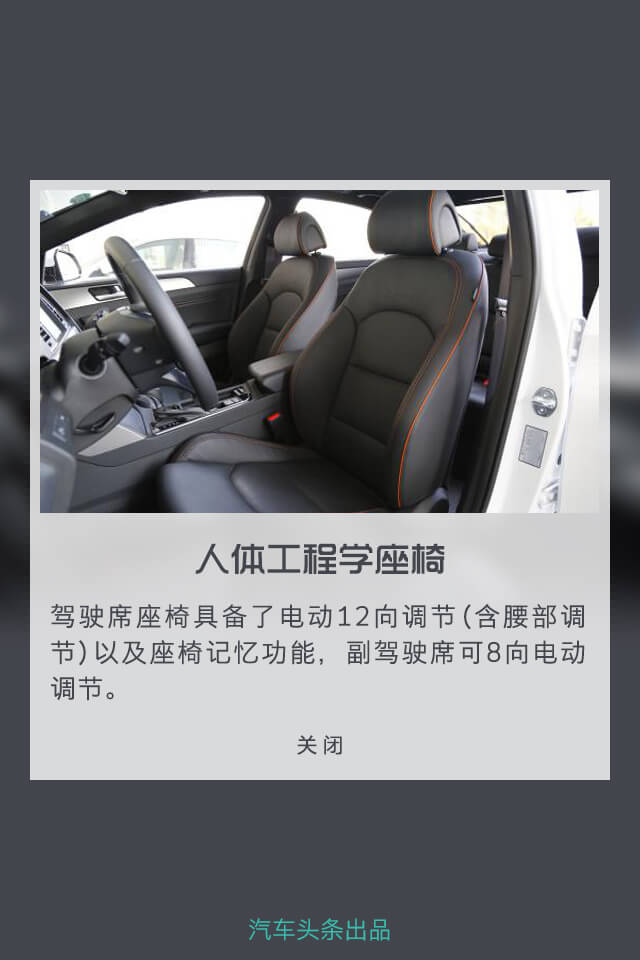 人体工程学座椅
驾驶席座椅具备了电动12向调节(含腰部调
节)以及座椅记忆功能，副驾驶席可8向电动
调节。
关闭
汽车头条出品